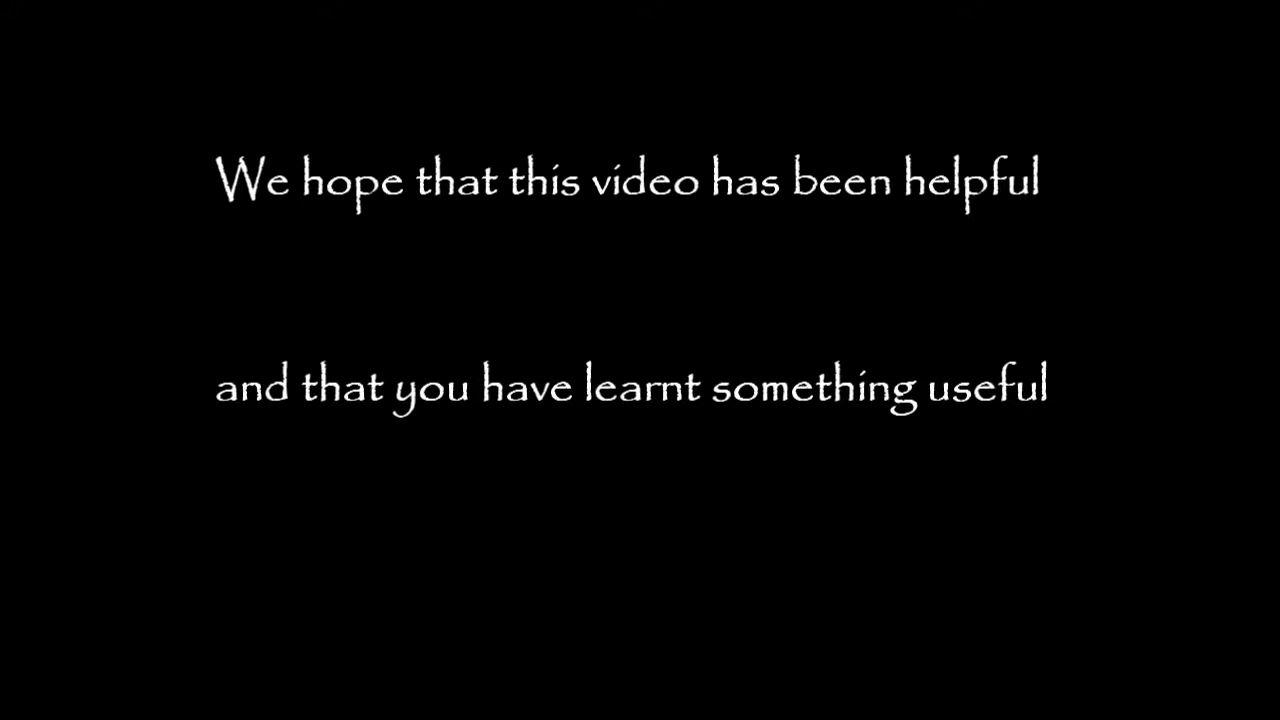 We hope that this video has been helpful
and that you have learnt something useful